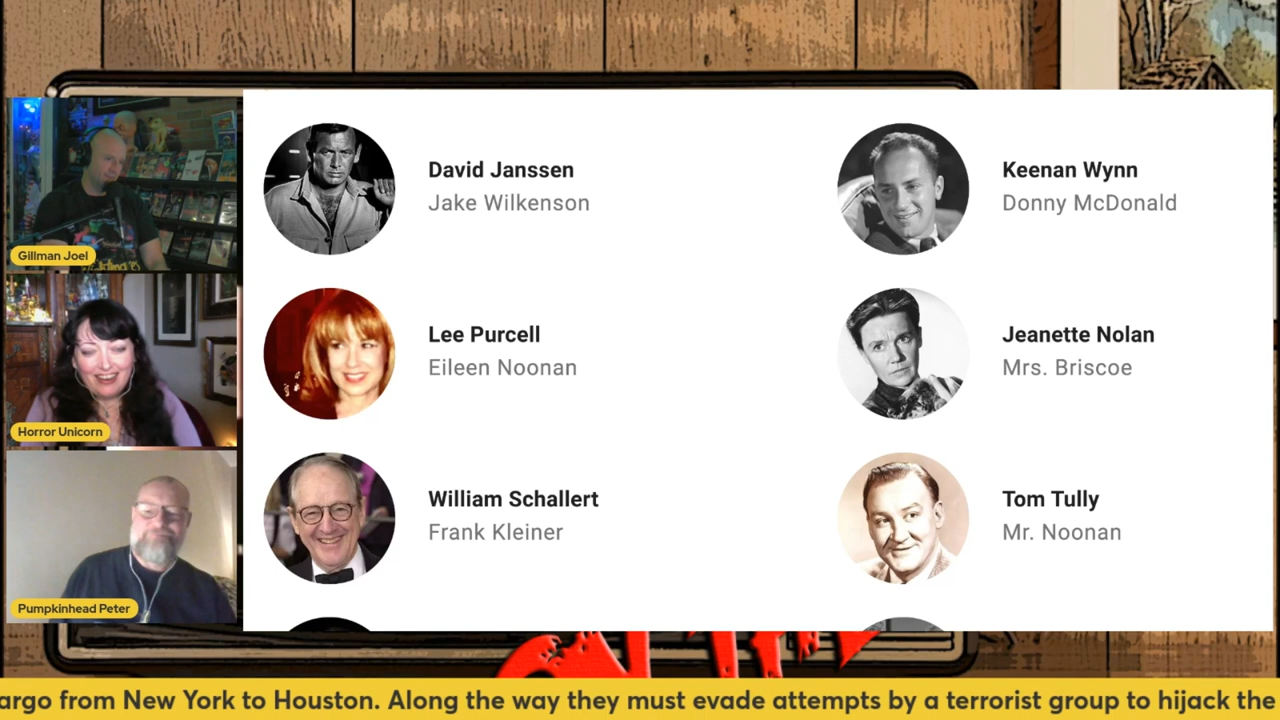 Gillman Joel
Horror Unicorn
Pumpkinhead Peter
David Janssen
Jake Wilkenson
Keenan Wynn
Donny McDonald
Lee Purcell
Eileen Noonan
Jeanette Nolan
Mrs. Briscoe
William Schallert
Frank Kleiner
Tom Tully
Mr. Noonan
argo from New York to Houston. Along the way they must evade attempts by a terrorist group to hijack the